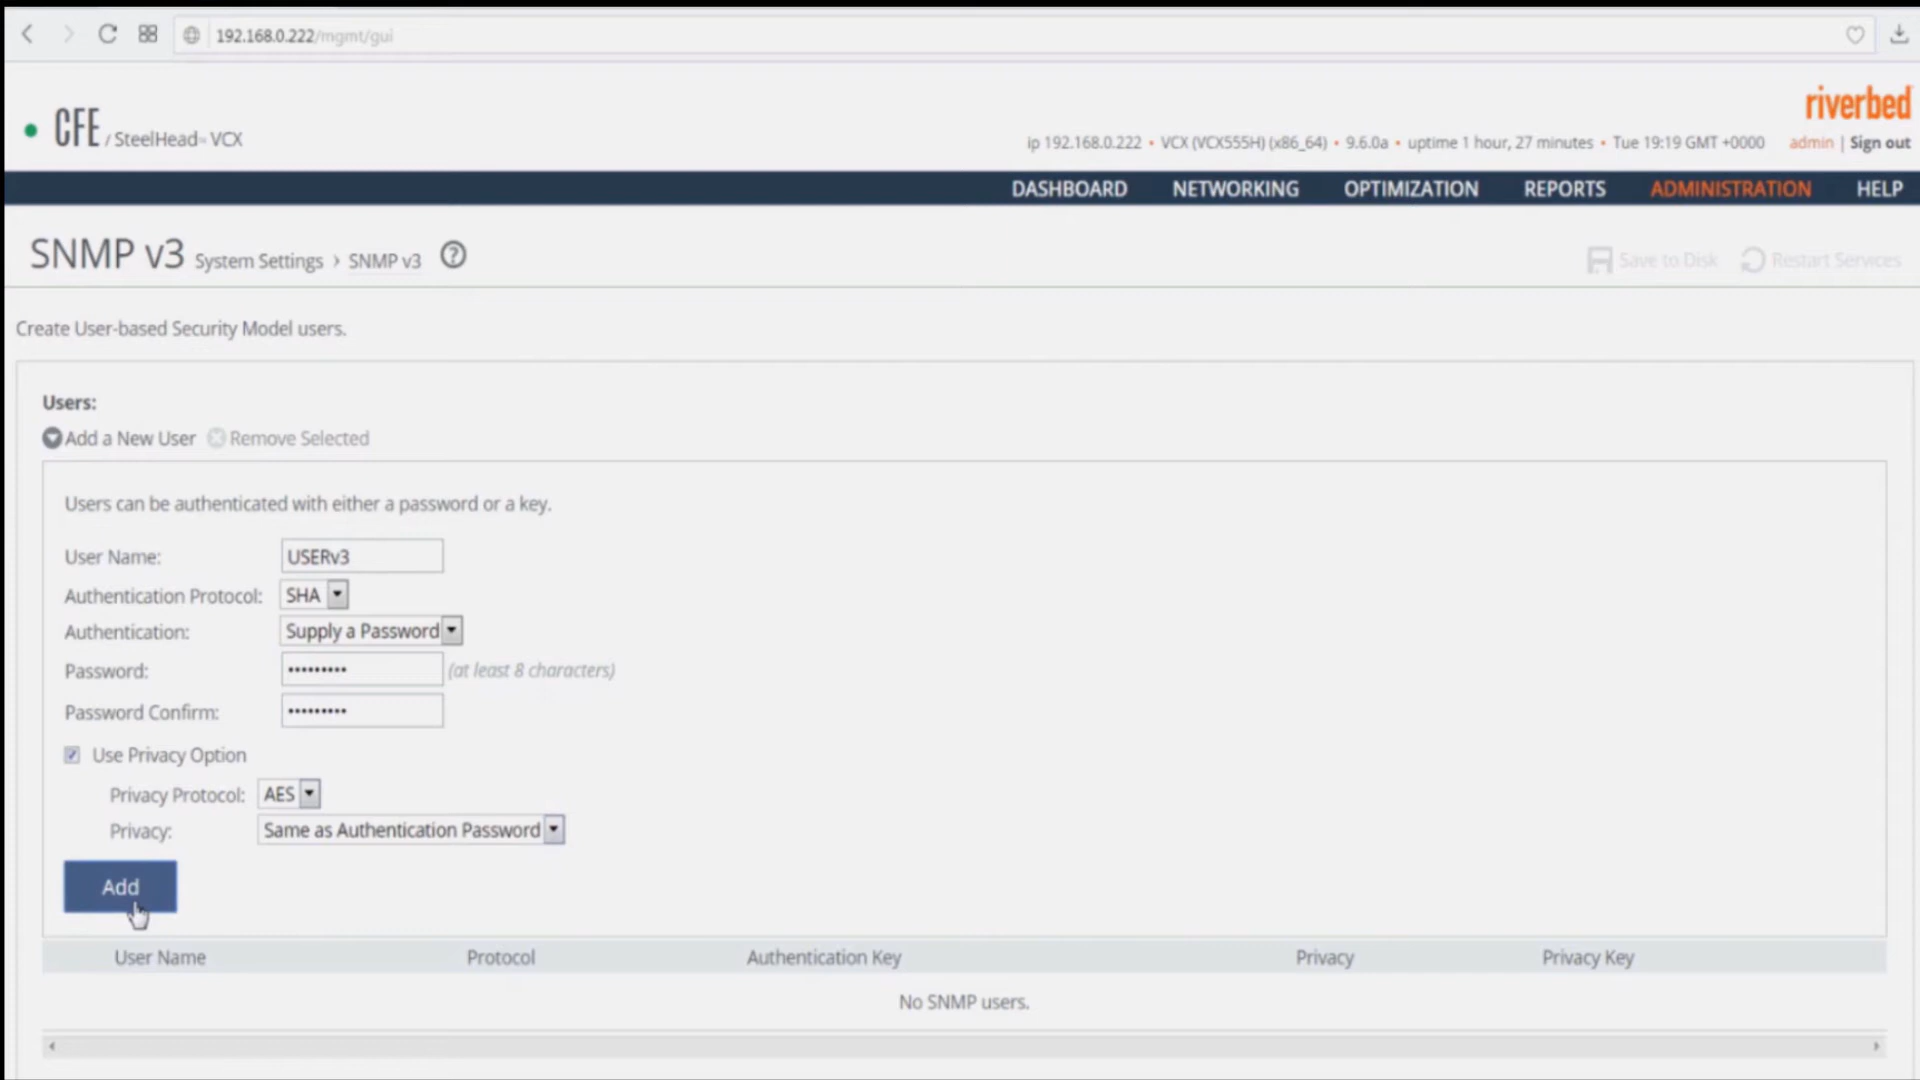 192.168.0.222/mgmt/gui
riverbed
CFE / SteelHead™ VCX
ip 192.168.0.222 • VCX (VCX555H) (x86_64) • 9.6.0a • uptime 1 hour, 27 minutes • Tue 19:19 GMT +0000 admin | Sign out
DASHBOARD NETWORKING OPTIMIZATION REPORTS ADMINISTRATION HELP
SNMP v3 System Settings › SNMP v3 ?
Save to Disk Restart Services
Create User-based Security Model users.
Users:
Add a New User Remove Selected
Users can be authenticated with either a password or a key.
User Name: USERv3
Authentication Protocol: SHA
Authentication: Supply a Password
Password: ••••••••• (at least 8 characters)
Password Confirm: •••••••••
Use Privacy Option
Privacy Protocol: AES
Privacy: Same as Authentication Password
Add
User Name Protocol Authentication Key Privacy Privacy Key
No SNMP users.